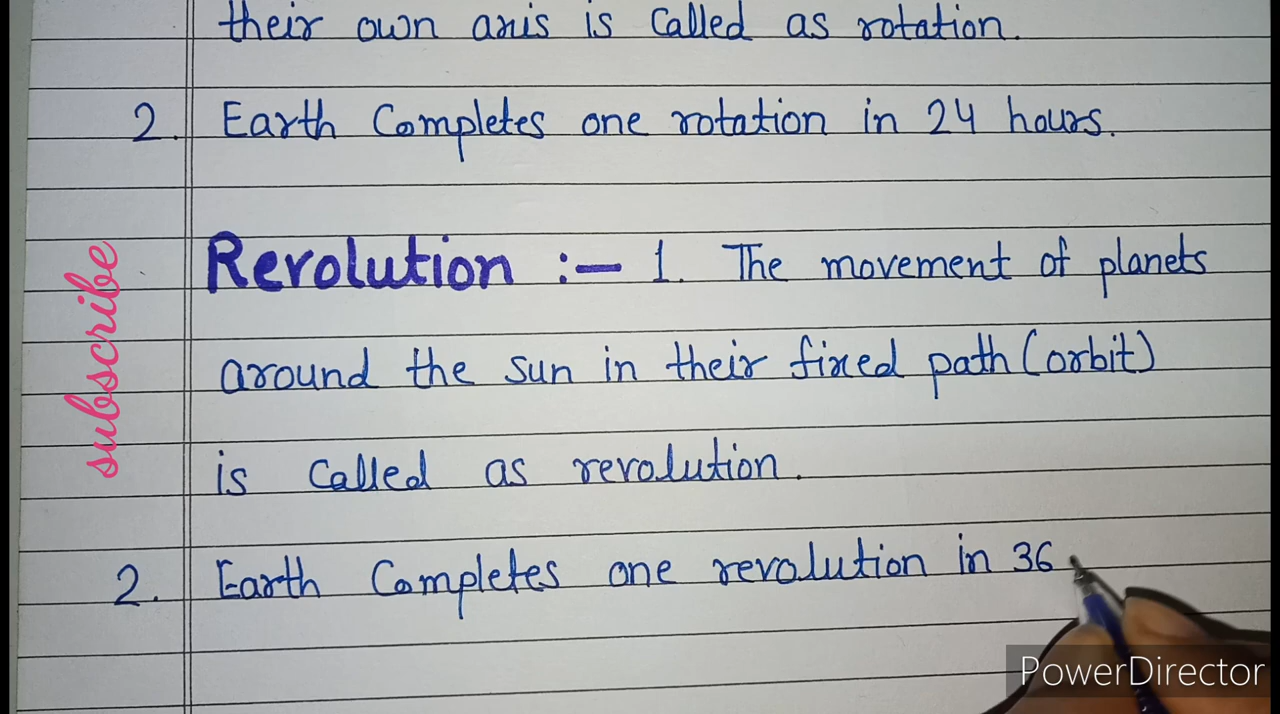 their own axis is Called as rotation.
2. Earth Completes one rotation in 24 hours.
Revolution :— 1. The movement of planets
around the sun in their fixed path (orbit)
is Called as revolution.
2. Earth Completes one revolution in 36
subscribe
PowerDirector